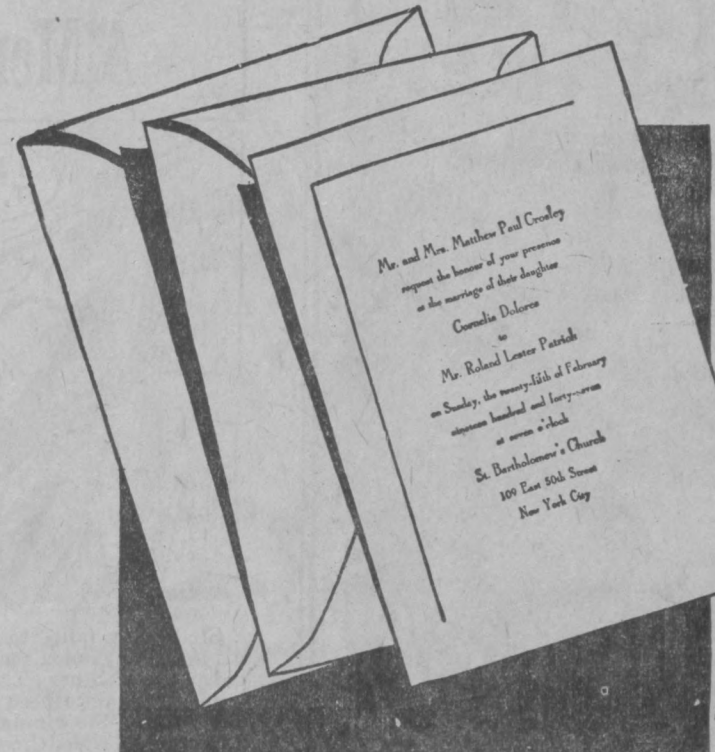 Mr. and Mrs. Matthew Paul Crosley
request the honour of your presence
at the marriage of their daughter
Cornelia Dolores
to
Mr. Roland Lester Patrick
on Sunday, the twenty-fifth of February
nineteen hundred and forty-seven
at seven o'clock
St. Bartholomew's Church
109 East 50th Street
New York City